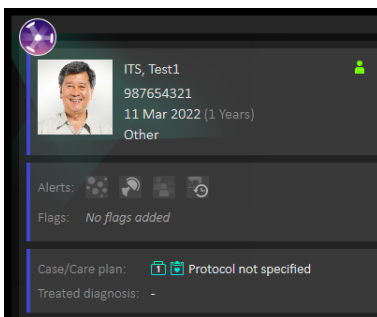 ITS, Test1
987654321
11 Mar 2022 (1 Years)
Other
Alerts:
Flags: No flags added
Case/Care plan: 1 Protocol not specified
Treated diagnosis: -